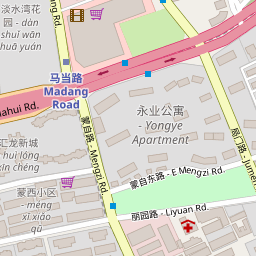 淡水湾花
园 - dàn
shuǐ wān
huā yuán
马当路
Madang
Road
ahui Rd.
永业公寓
- Yongye
Apartment
蒙自路 - Mengzi Rd.
汇龙新城
huì lóng
xīn chéng
蒙西小区
- méng
xī xiǎo
qū
蒙自东路 - E Mengzi Rd.
丽园路 - Liyuan Rd.